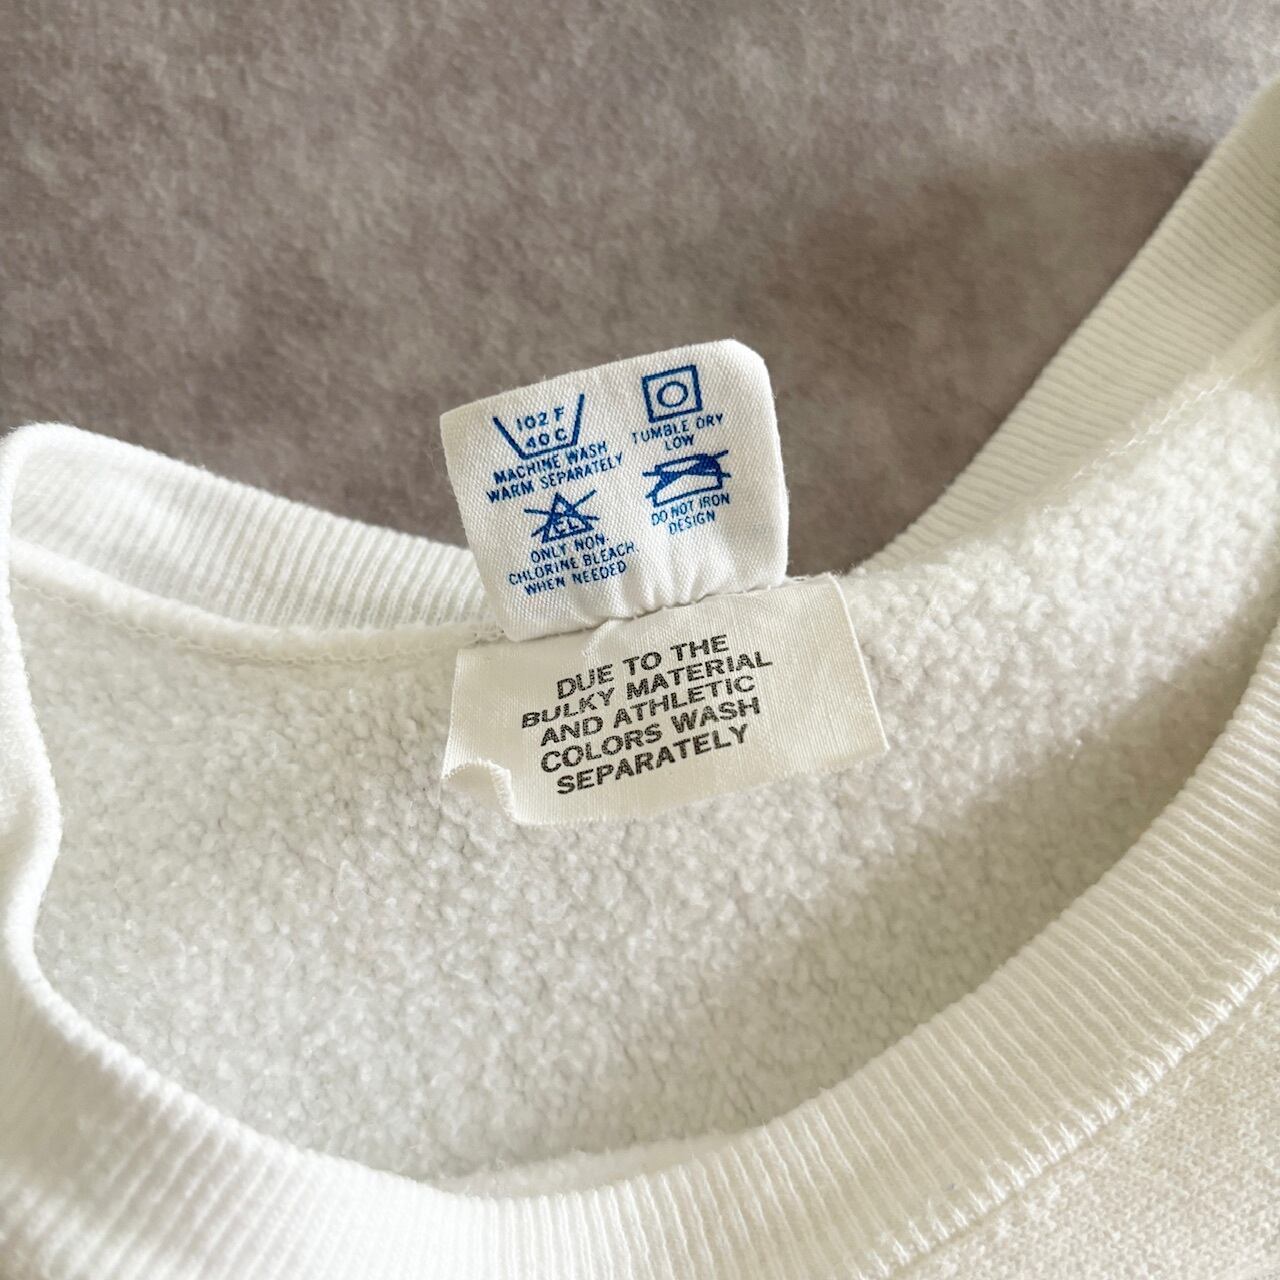 102 F
40 C
MACHINE WASH
WARM SEPARATELY
TUMBLE DRY
LOW
CL
ONLY NON
CHLORINE BLEACH
WHEN NEEDED
DO NOT IRON
DESIGN
DUE TO THE
BULKY MATERIAL
AND ATHLETIC
COLORS WASH
SEPARATELY